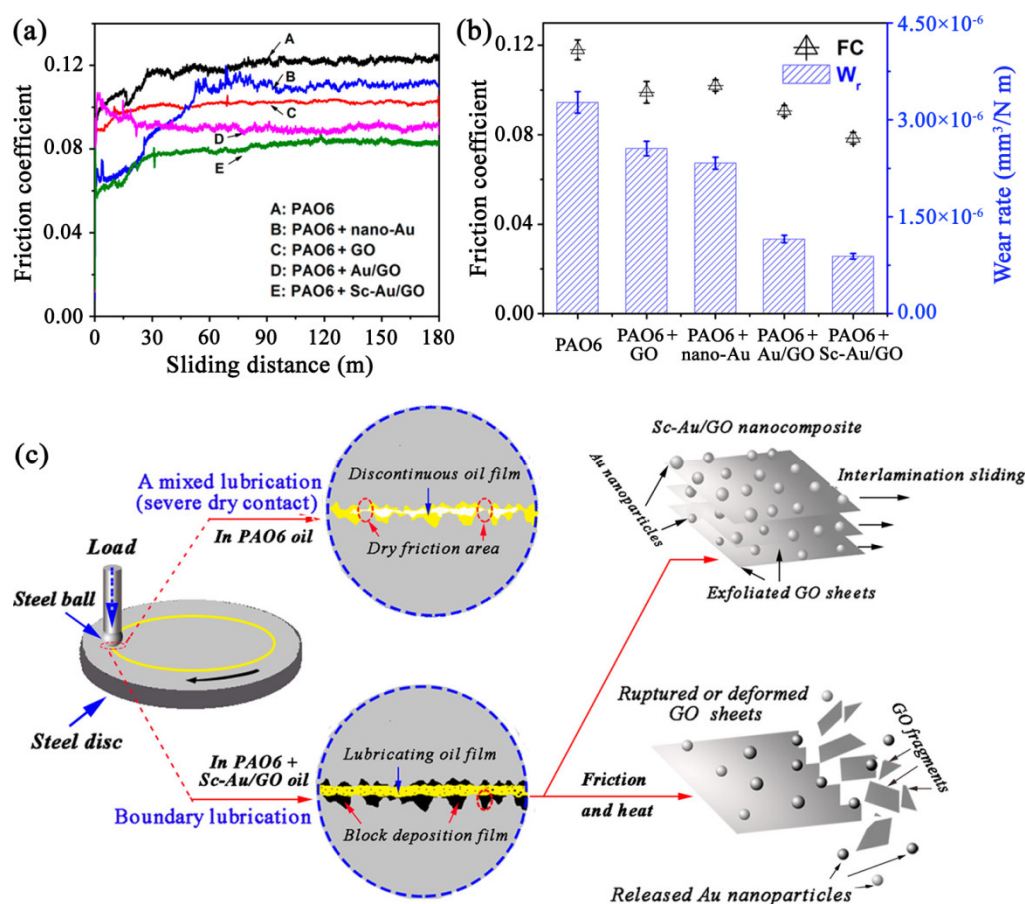 (a)
Friction coefficient
0.12
0.08
0.04
0.00
A
B
C
D
E
A: PAO6
B: PAO6 + nano-Au
C: PAO6 + GO
D: PAO6 + Au/GO
E: PAO6 + Sc-Au/GO
0 30 60 90 120 150 180
Sliding distance (m)
(b)
Friction coefficient
0.12
0.08
0.04
0.00
FC
Wr
4.50×10-6
3.00×10-6
1.50×10-6
0.00
Wear rate (mm3/N m)
PAO6
PAO6 +
GO
PAO6 +
nano-Au
PAO6 +
Au/GO
PAO6 +
Sc-Au/GO
(c)
A mixed lubrication
(severe dry contact)
In PAO6 oil
Discontinuous oil film
Dry friction area
Load
Steel ball
Steel disc
In PAO6 +
Sc-Au/GO oil
Boundary lubrication
Lubricating oil film
Block deposition film
Sc-Au/GO nanocomposite
Au nanoparticles
Interlamination sliding
Exfoliated GO sheets
Friction
and heat
Ruptured or deformed
GO sheets
GO fragments
Released Au nanoparticles